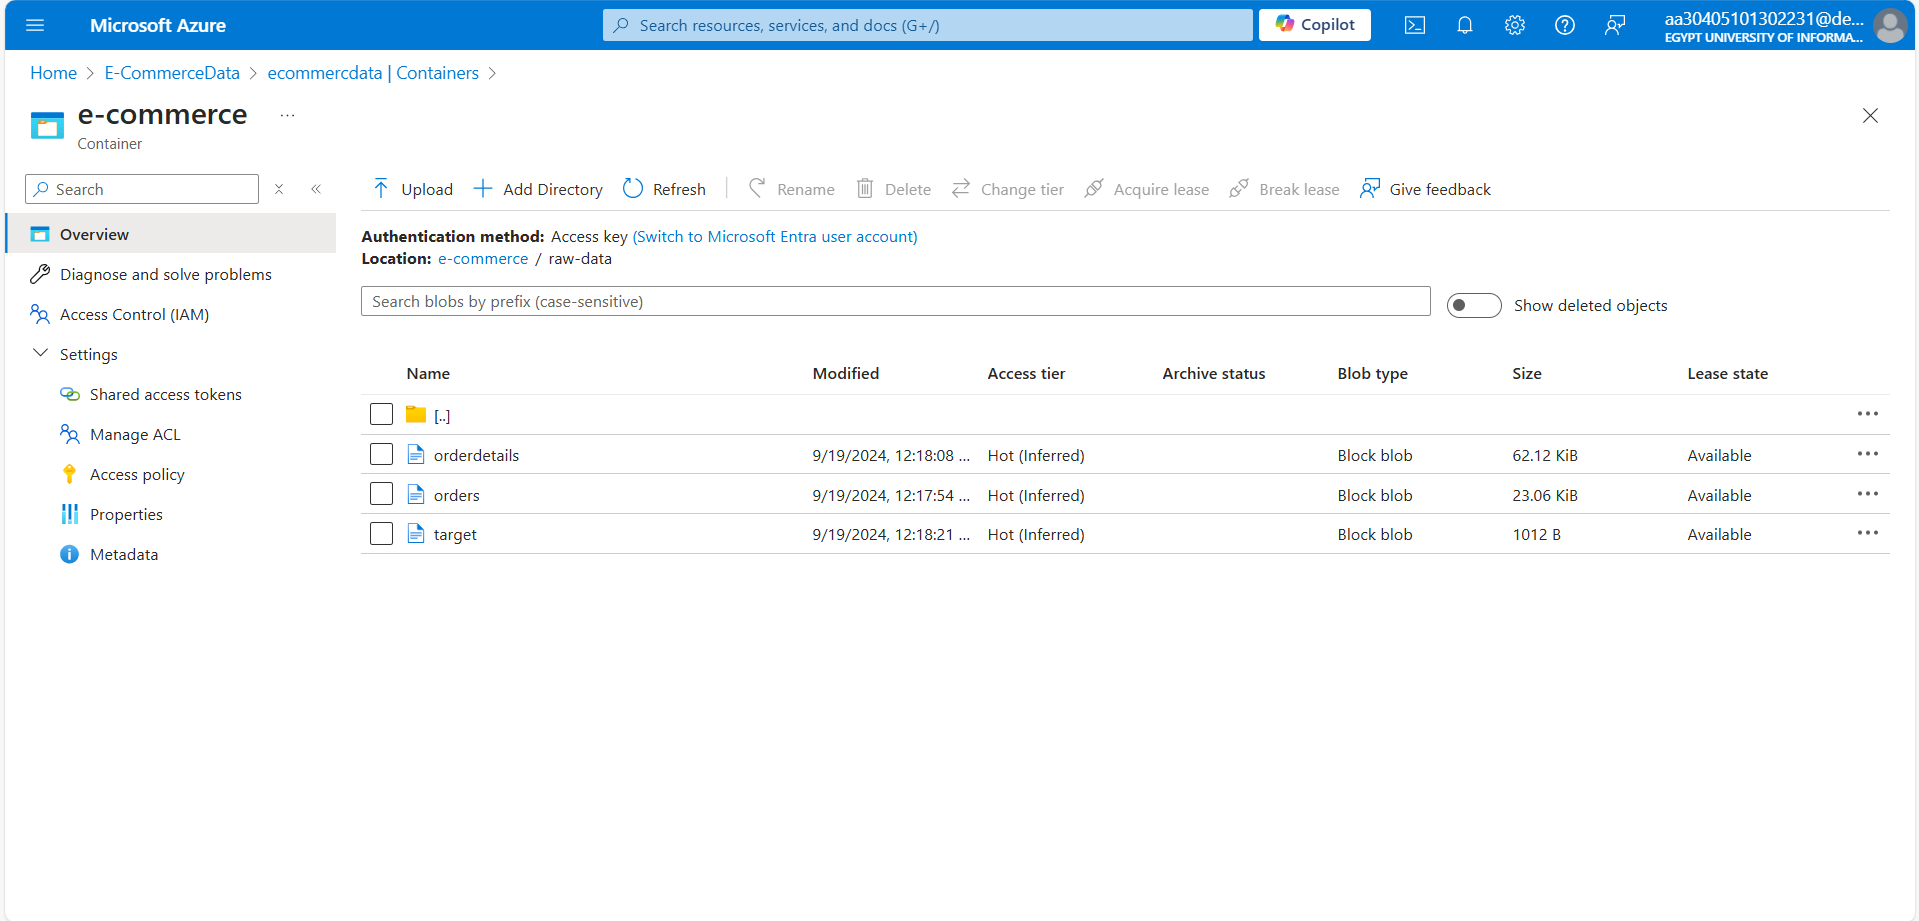 Microsoft Azure
Search resources, services, and docs (G+/)
Copilot
aa30405101302231@de...
EGYPT UNIVERSITY OF INFORMA...
Home > E-CommerceData > ecommercdata | Containers >
e-commerce ...
Container
Search
Overview
Diagnose and solve problems
Access Control (IAM)
Settings
Shared access tokens
Manage ACL
Access policy
Properties
Metadata
Upload Add Directory Refresh Rename Delete Change tier Acquire lease Break lease Give feedback
Authentication method: Access key (Switch to Microsoft Entra user account)
Location: e-commerce / raw-data
Search blobs by prefix (case-sensitive)
Show deleted objects
Name Modified Access tier Archive status Blob type Size Lease state
[..]
orderdetails 9/19/2024, 12:18:08 ... Hot (Inferred) Block blob 62.12 KiB Available
orders 9/19/2024, 12:17:54 ... Hot (Inferred) Block blob 23.06 KiB Available
target 9/19/2024, 12:18:21 ... Hot (Inferred) Block blob 1012 B Available